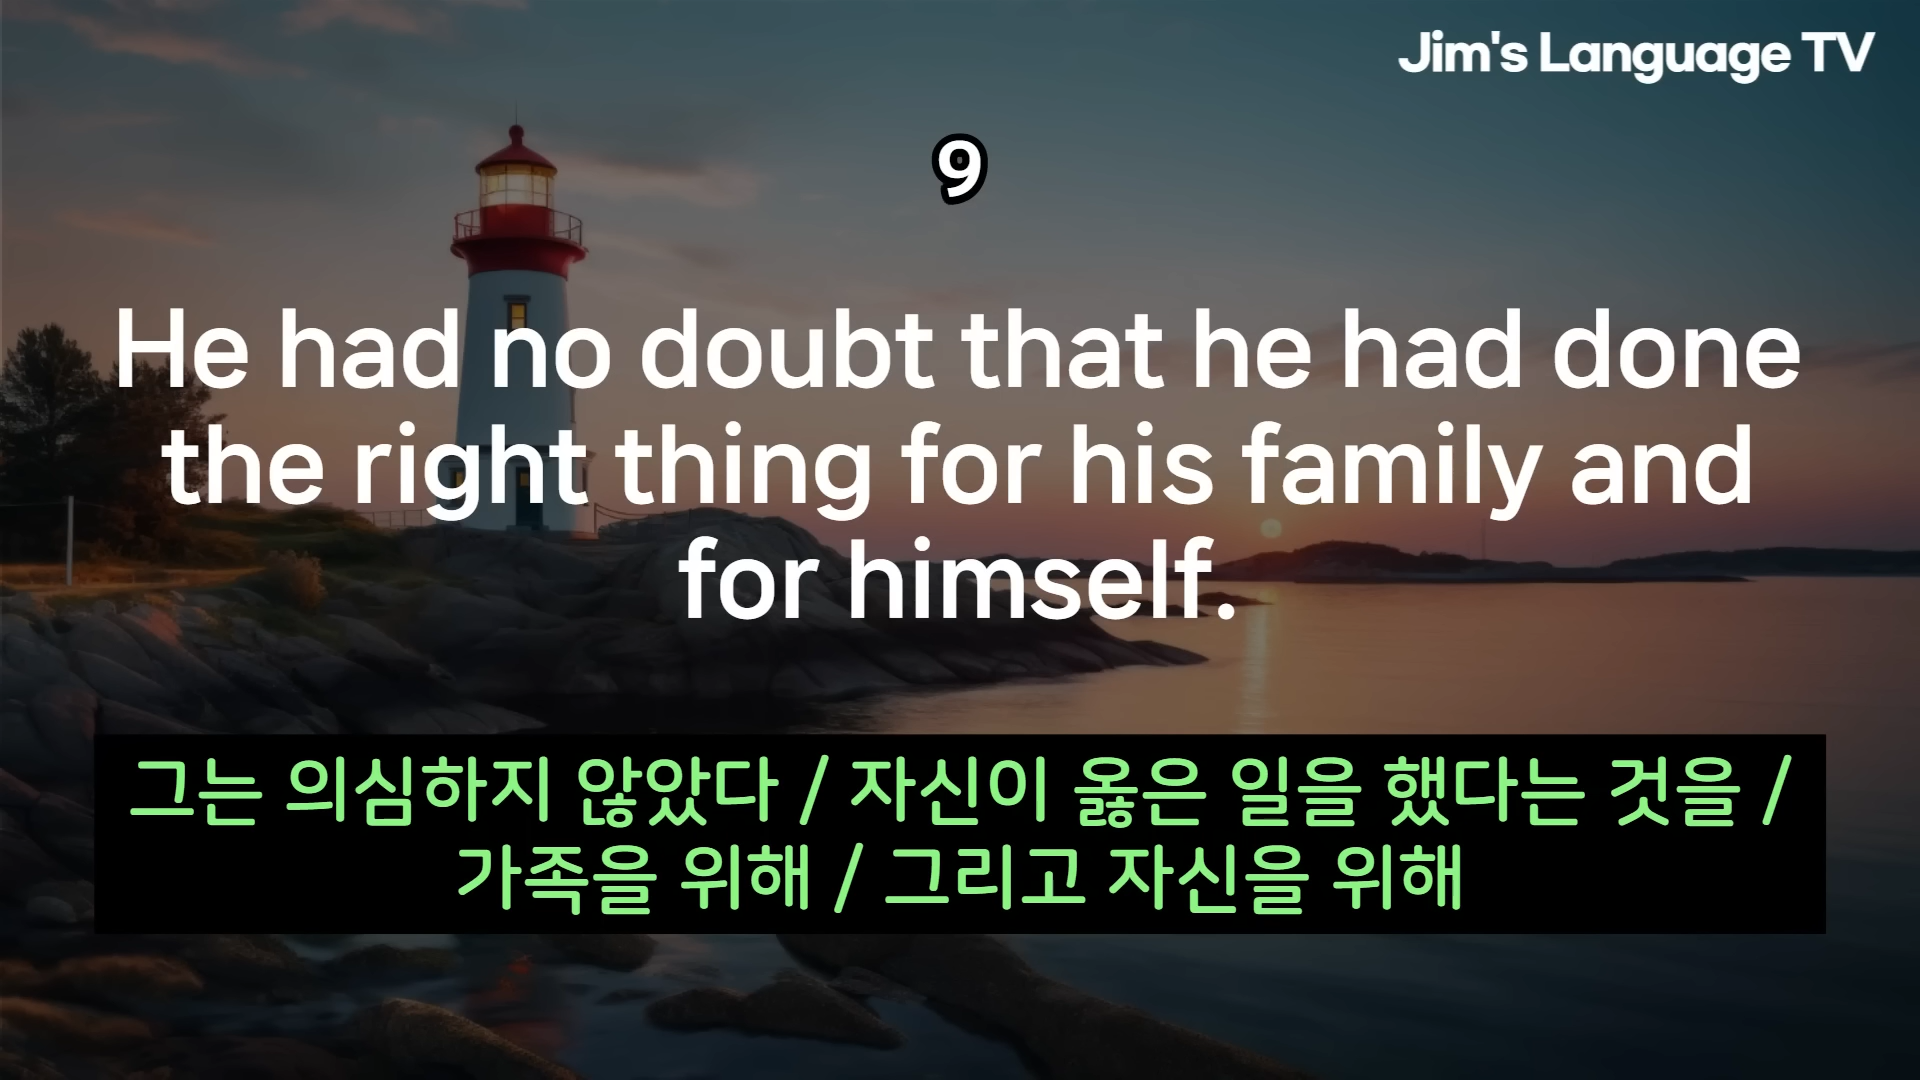 Jim's Language TV
9
He had no doubt that he had done
the right thing for his family and
for himself.
그는 의심하지 않았다 / 자신이 옳은 일을 했다는 것을 /
가족을 위해 / 그리고 자신을 위해